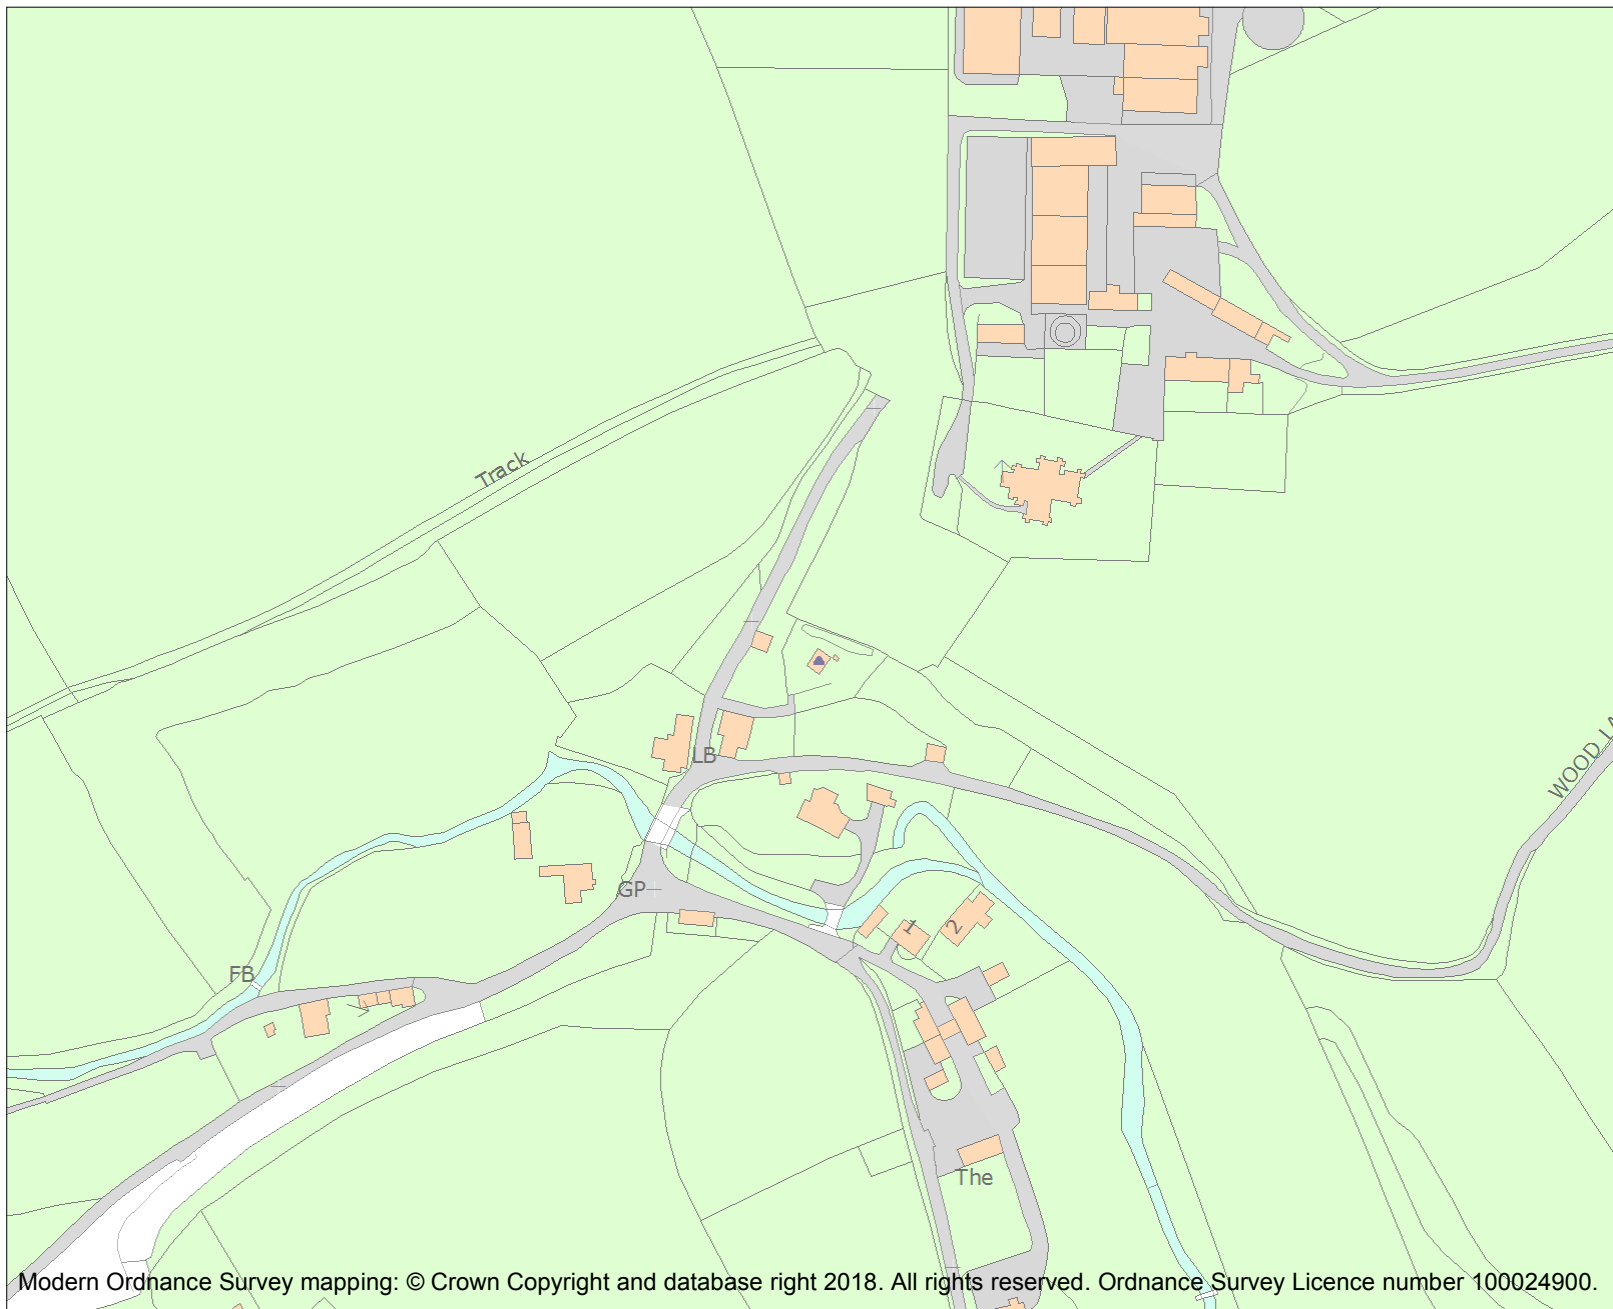 Track
WOOD
LB
GP
1
2
FB
The
Modern Ordnance Survey mapping: © Crown Copyright and database right 2018. All rights reserved. Ordnance Survey Licence number 100024900.